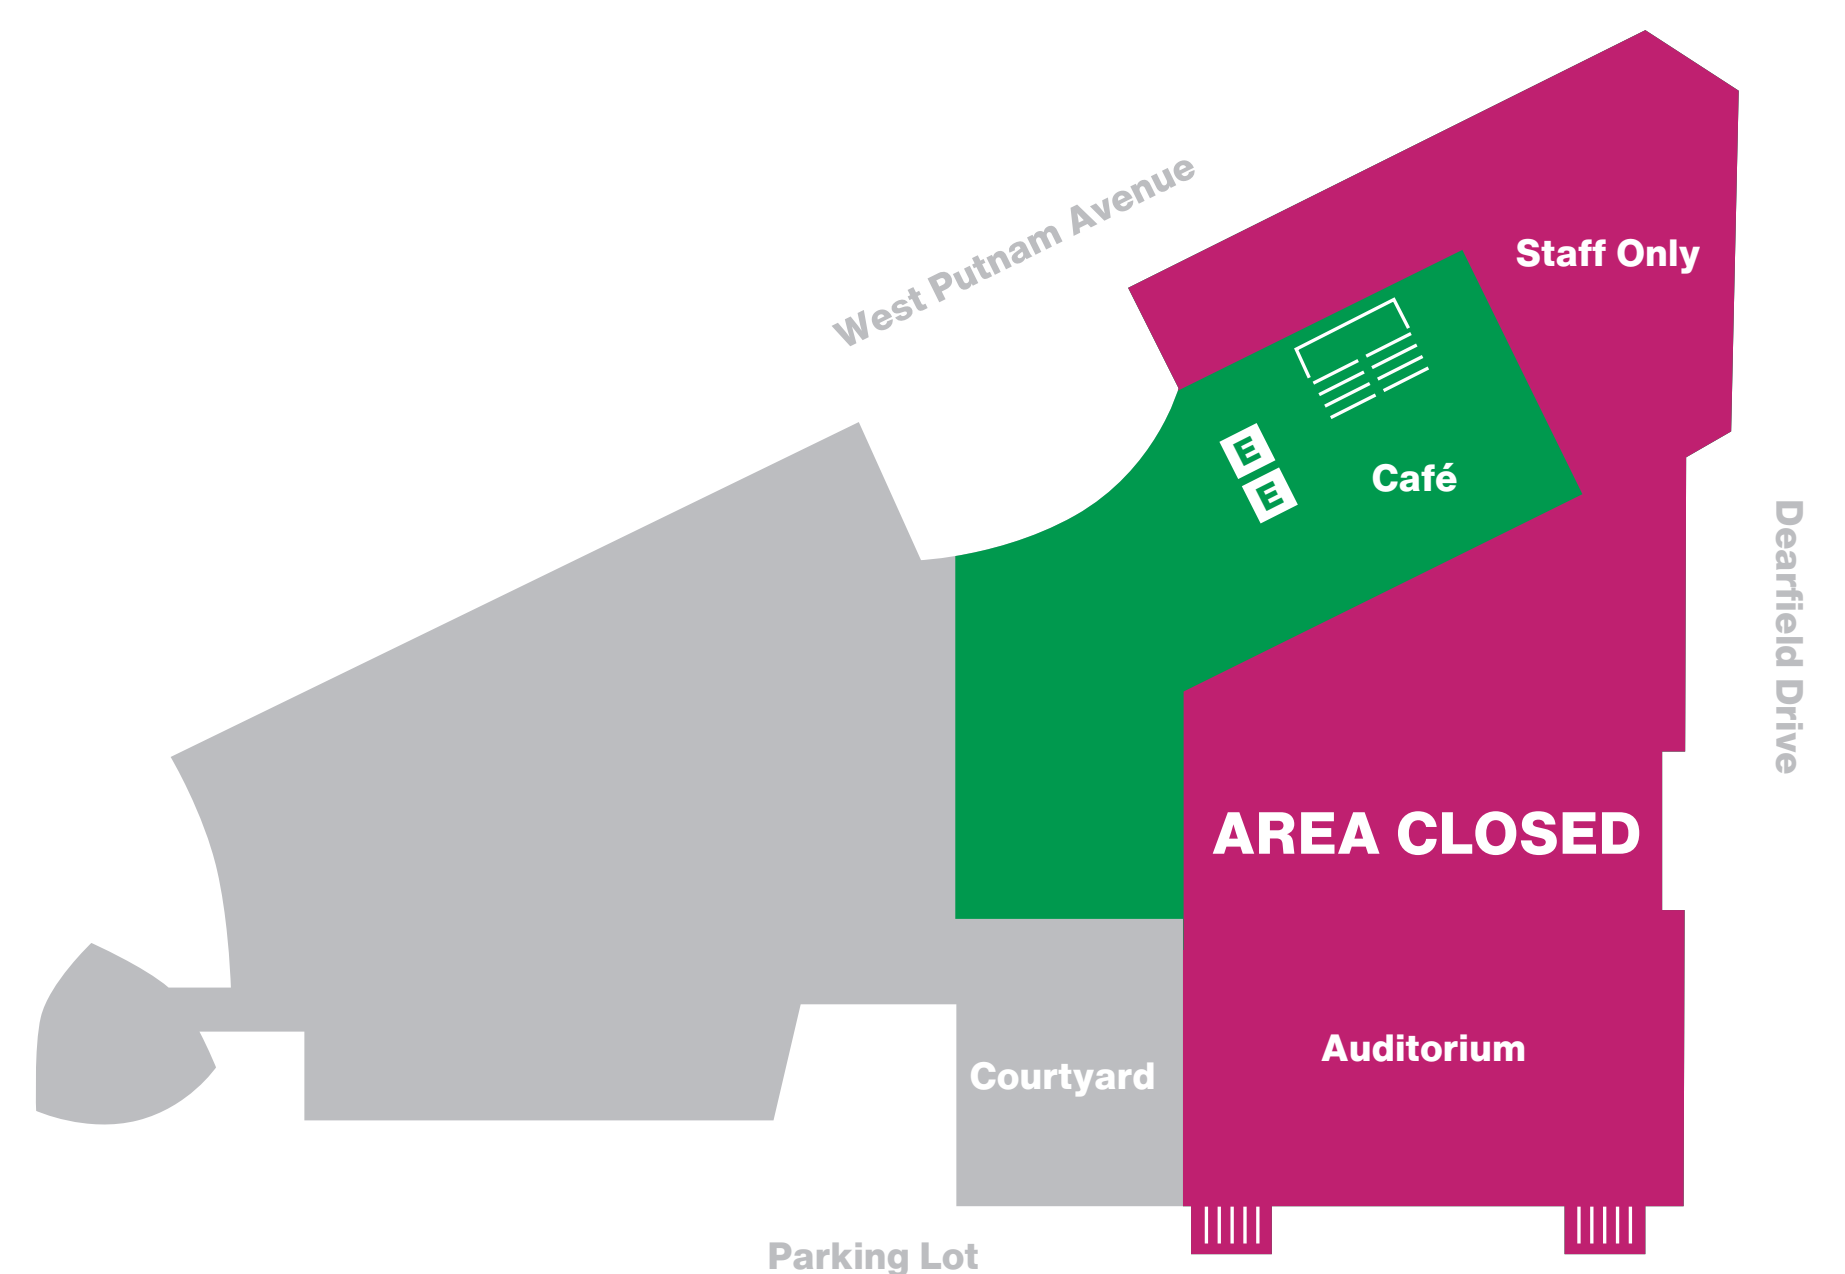 West Putnam Avenue
Staff Only
E
E
Café
Dearfield Drive
AREA CLOSED
Auditorium
Courtyard
Parking Lot